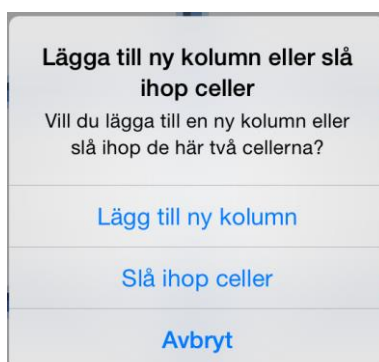 Lägga till ny kolumn eller slå
ihop celler
Vill du lägga till en ny kolumn eller
slå ihop de här två cellerna?
Lägg till ny kolumn
Slå ihop celler
Avbryt